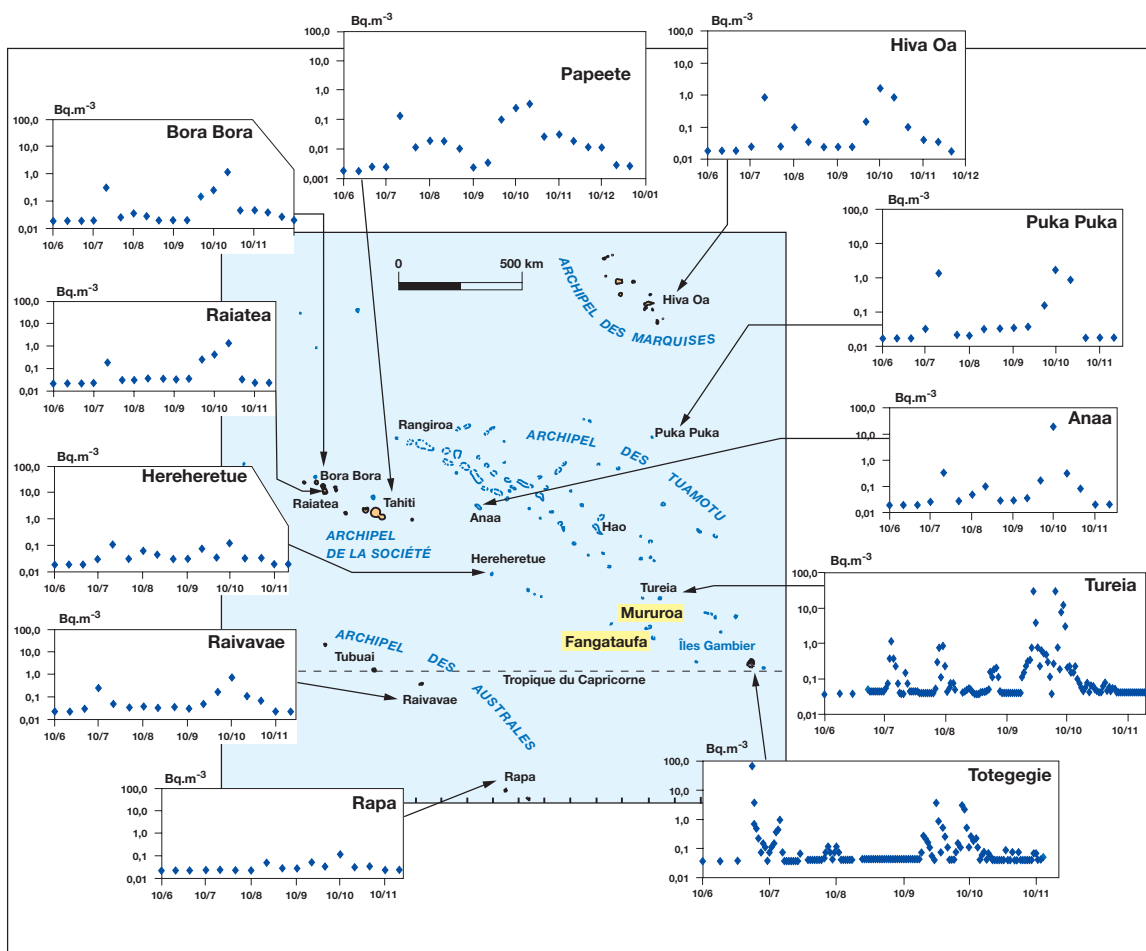 Bq.m-3
Papeete
100,0
10,0
1,0
0,1
0,01
0,001
10/6 10/7 10/8 10/9 10/10 10/11 10/12 10/01
Bq.m-3
Hiva Oa
100,0
10,0
1,0
0,1
0,01
10/6 10/7 10/8 10/9 10/10 10/11 10/12
Bq.m-3
Bora Bora
100,0
10,0
1,0
0,1
0,01
10/6 10/7 10/8 10/9 10/10 10/11
Bq.m-3
Puka Puka
100,0
10,0
1,0
0,1
0,01
10/6 10/7 10/8 10/9 10/10 10/11
Bq.m-3
Raiatea
100,0
10,0
1,0
0,1
0,01
10/6 10/7 10/8 10/9 10/10 10/11
Bq.m-3
Anaa
100,0
10,0
1,0
0,1
0,01
10/6 10/7 10/8 10/9 10/10 10/11
Bq.m-3
Hereheretue
100,0
10,0
1,0
0,1
0,01
10/6 10/7 10/8 10/9 10/10 10/11
Bq.m-3
Tureia
100,0
10,0
1,0
0,1
0,01
10/6 10/7 10/8 10/9 10/10 10/11
Bq.m-3
Raivavae
100,0
10,0
1,0
0,1
0,01
10/6 10/7 10/8 10/9 10/10 10/11
Bq.m-3
Rapa
100,0
10,0
1,0
0,1
0,01
10/6 10/7 10/8 10/9 10/10 10/11
Bq.m-3
Totegegie
100,0
10,0
1,0
0,1
0,01
10/6 10/7 10/8 10/9 10/10 10/11
0 500 km
Hiva Oa
ARCHIPEL DES MARQUISES
Rangiroa
Puka Puka
ARCHIPEL DES TUAMOTU
Bora Bora
Raiatea
Tahiti
Anaa
Hao
ARCHIPEL
DE LA SOCIÉTÉ
Hereheretue
Tureia
Mururoa
Fangataufa
Îles Gambier
ARCHIPEL DES AUSTRALES
Tubuai
Tropique du Capricorne
Raivavae
Rapa